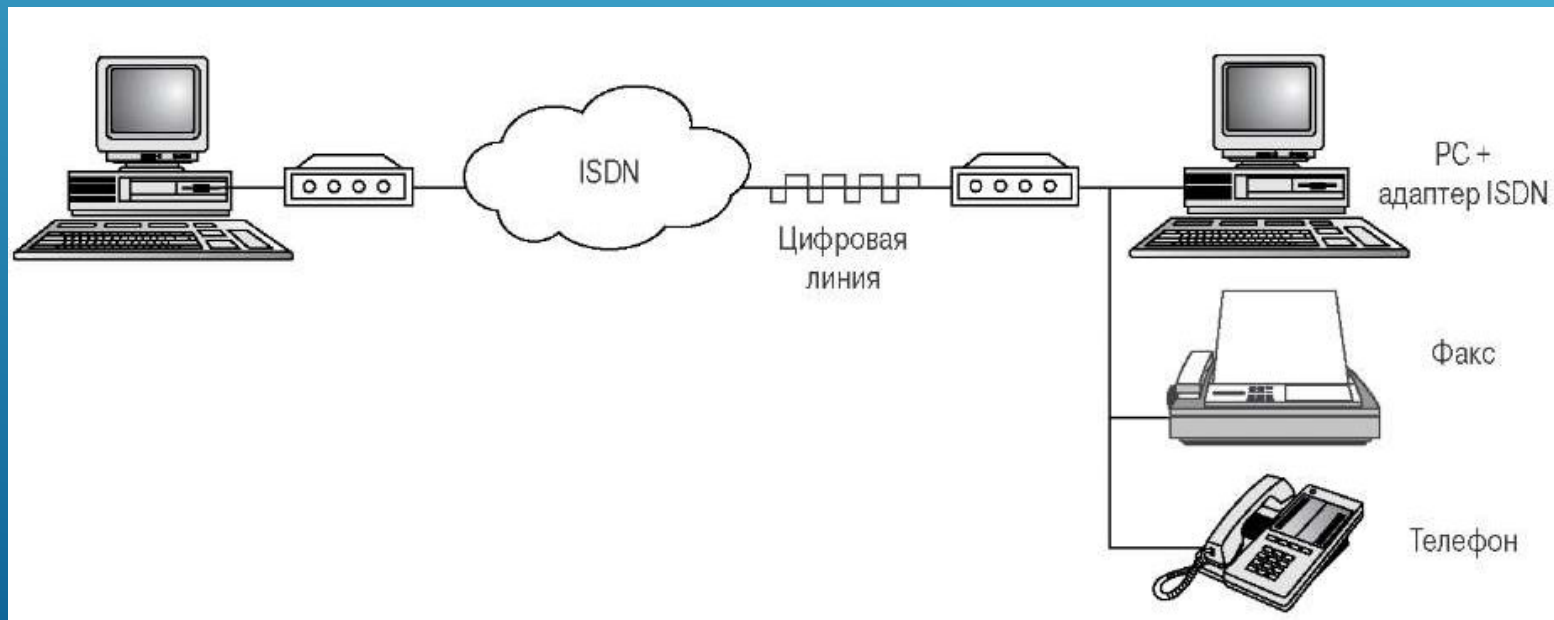 ISDN
Цифровая
линия
PC +
адаптер ISDN
Факс
Телефон